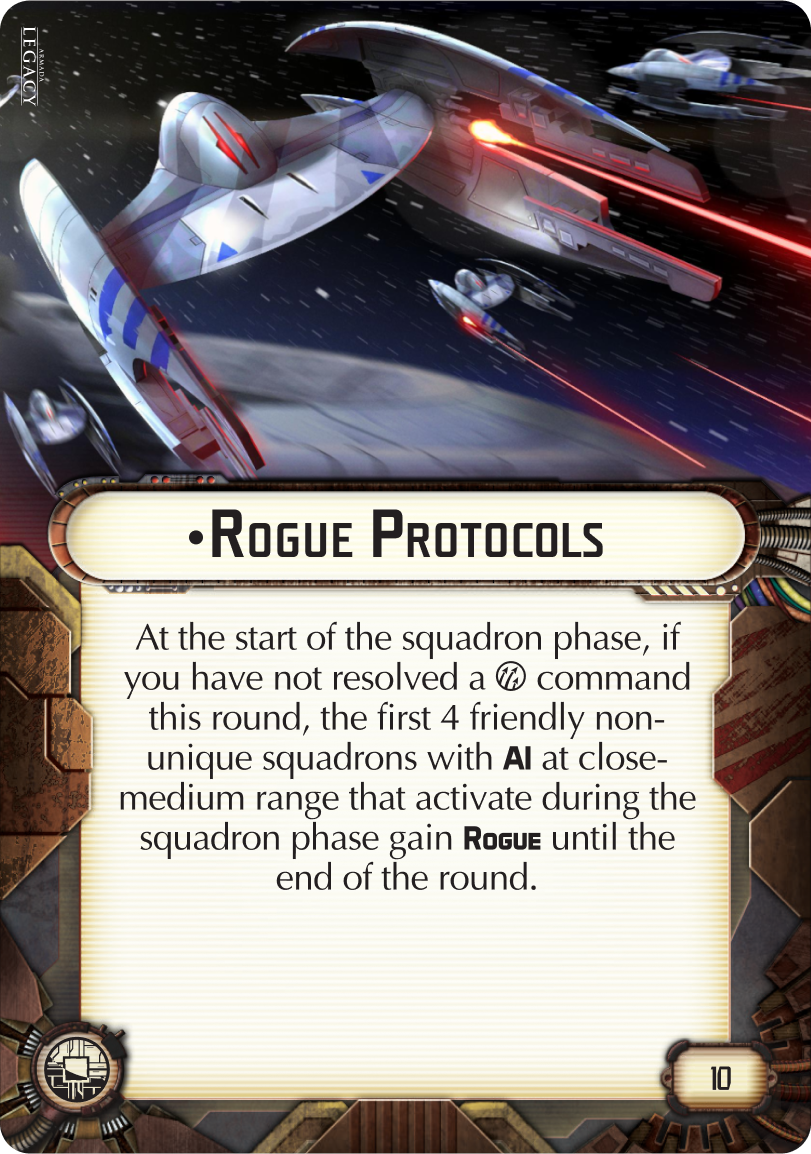 ARMADA
LEGACY
•Rogue Protocols
At the start of the squadron phase, if
you have not resolved a command
this round, the first 4 friendly non-
unique squadrons with AI at close-
medium range that activate during the
squadron phase gain Rogue until the
end of the round.
10